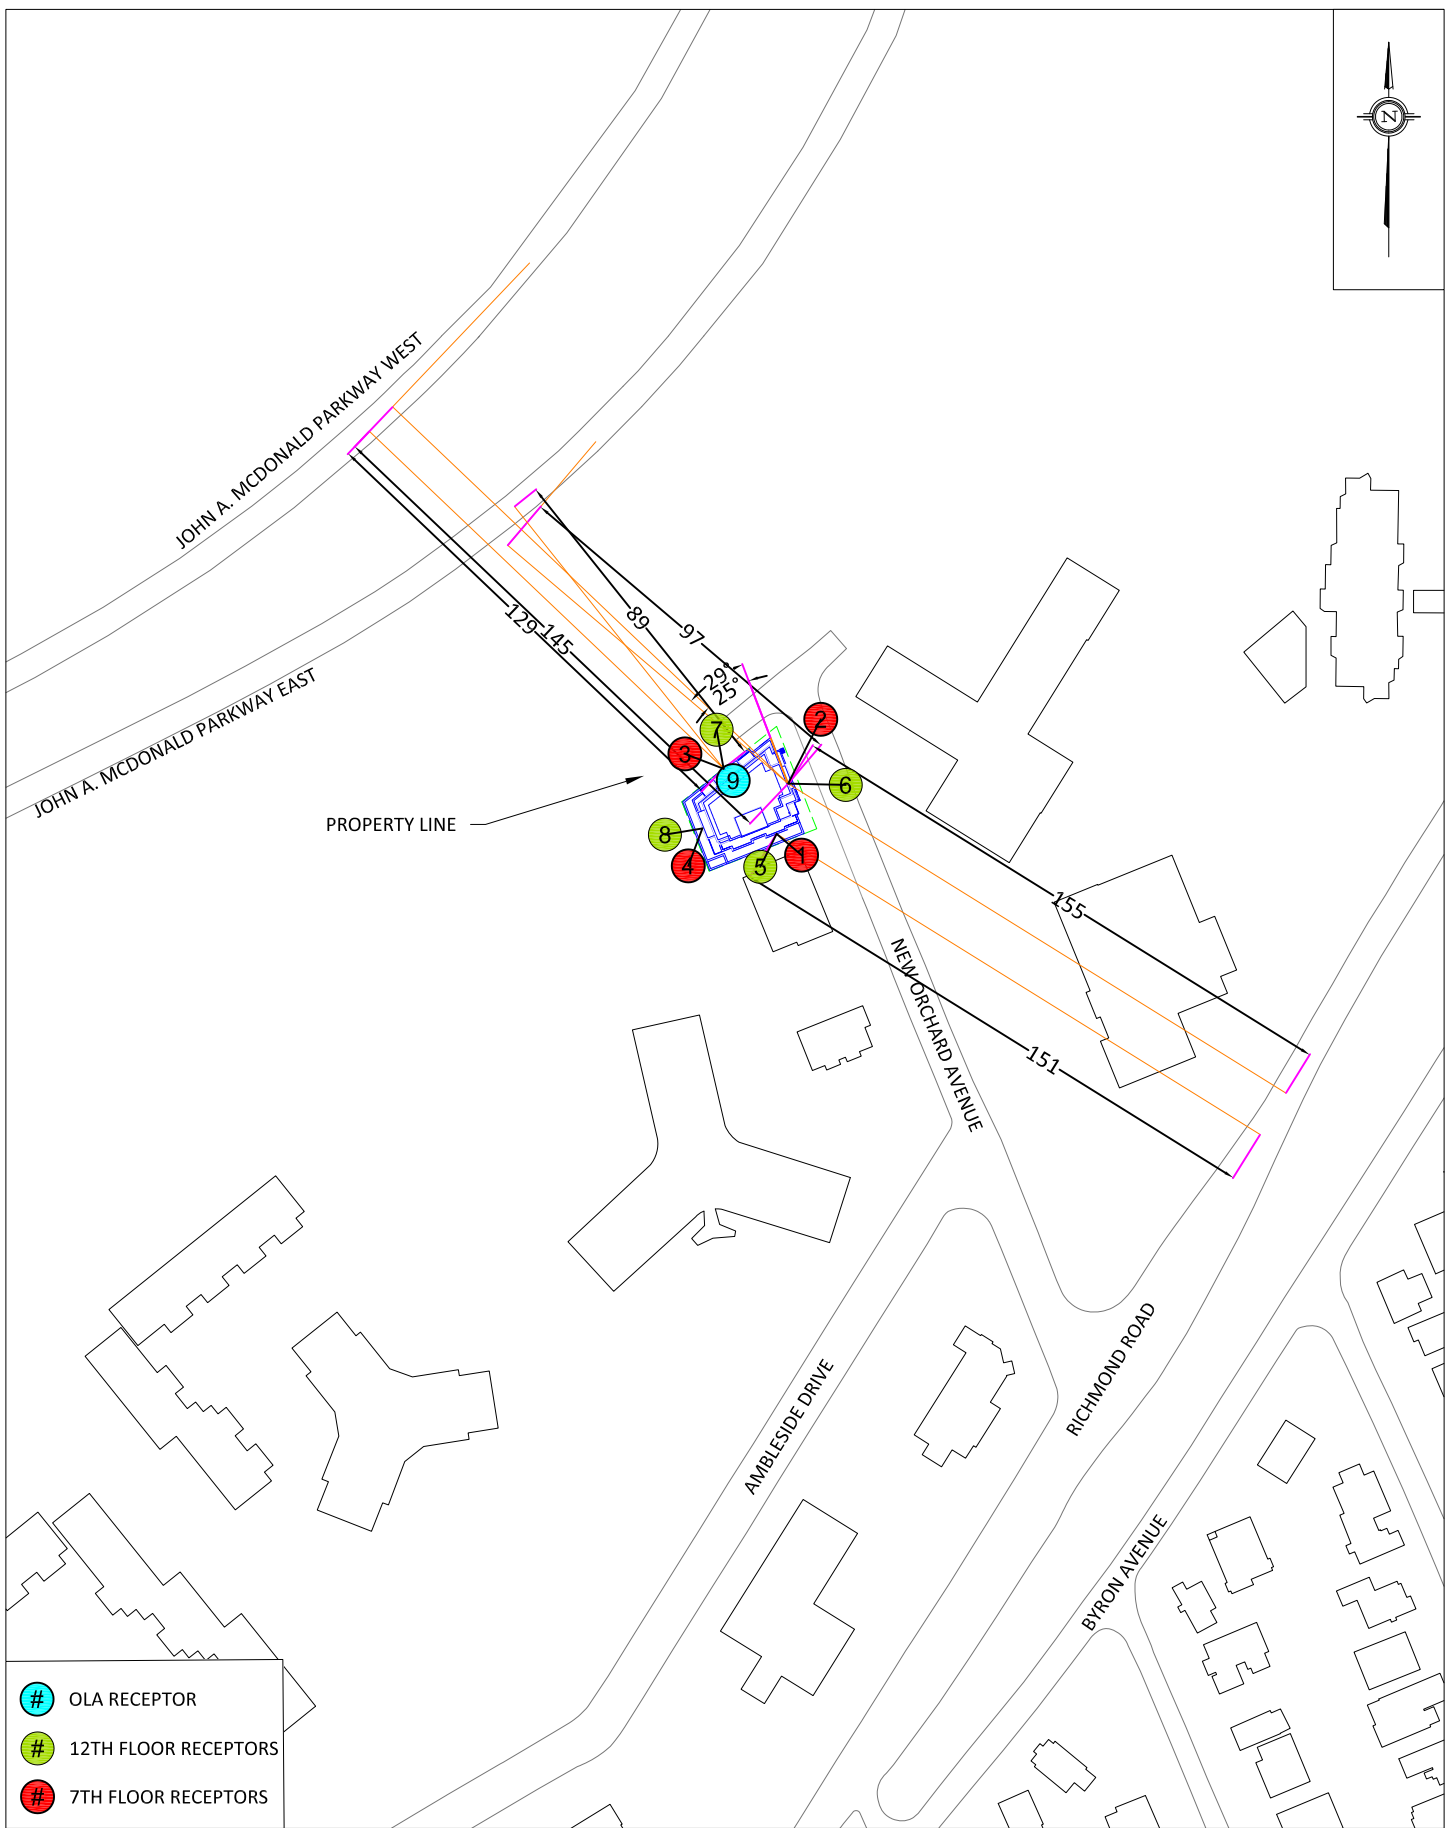 N
JOHN A. MCDONALD PARKWAY WEST
JOHN A. MCDONALD PARKWAY EAST
129
145
89
97
29°
25°
7
2
3
9
6
PROPERTY LINE
8
4
5
1
155
151
NEW ORCHARD AVENUE
AMBLESIDE DRIVE
RICHMOND ROAD
BYRON AVENUE
# OLA RECEPTOR
# 12TH FLOOR RECEPTORS
# 7TH FLOOR RECEPTORS